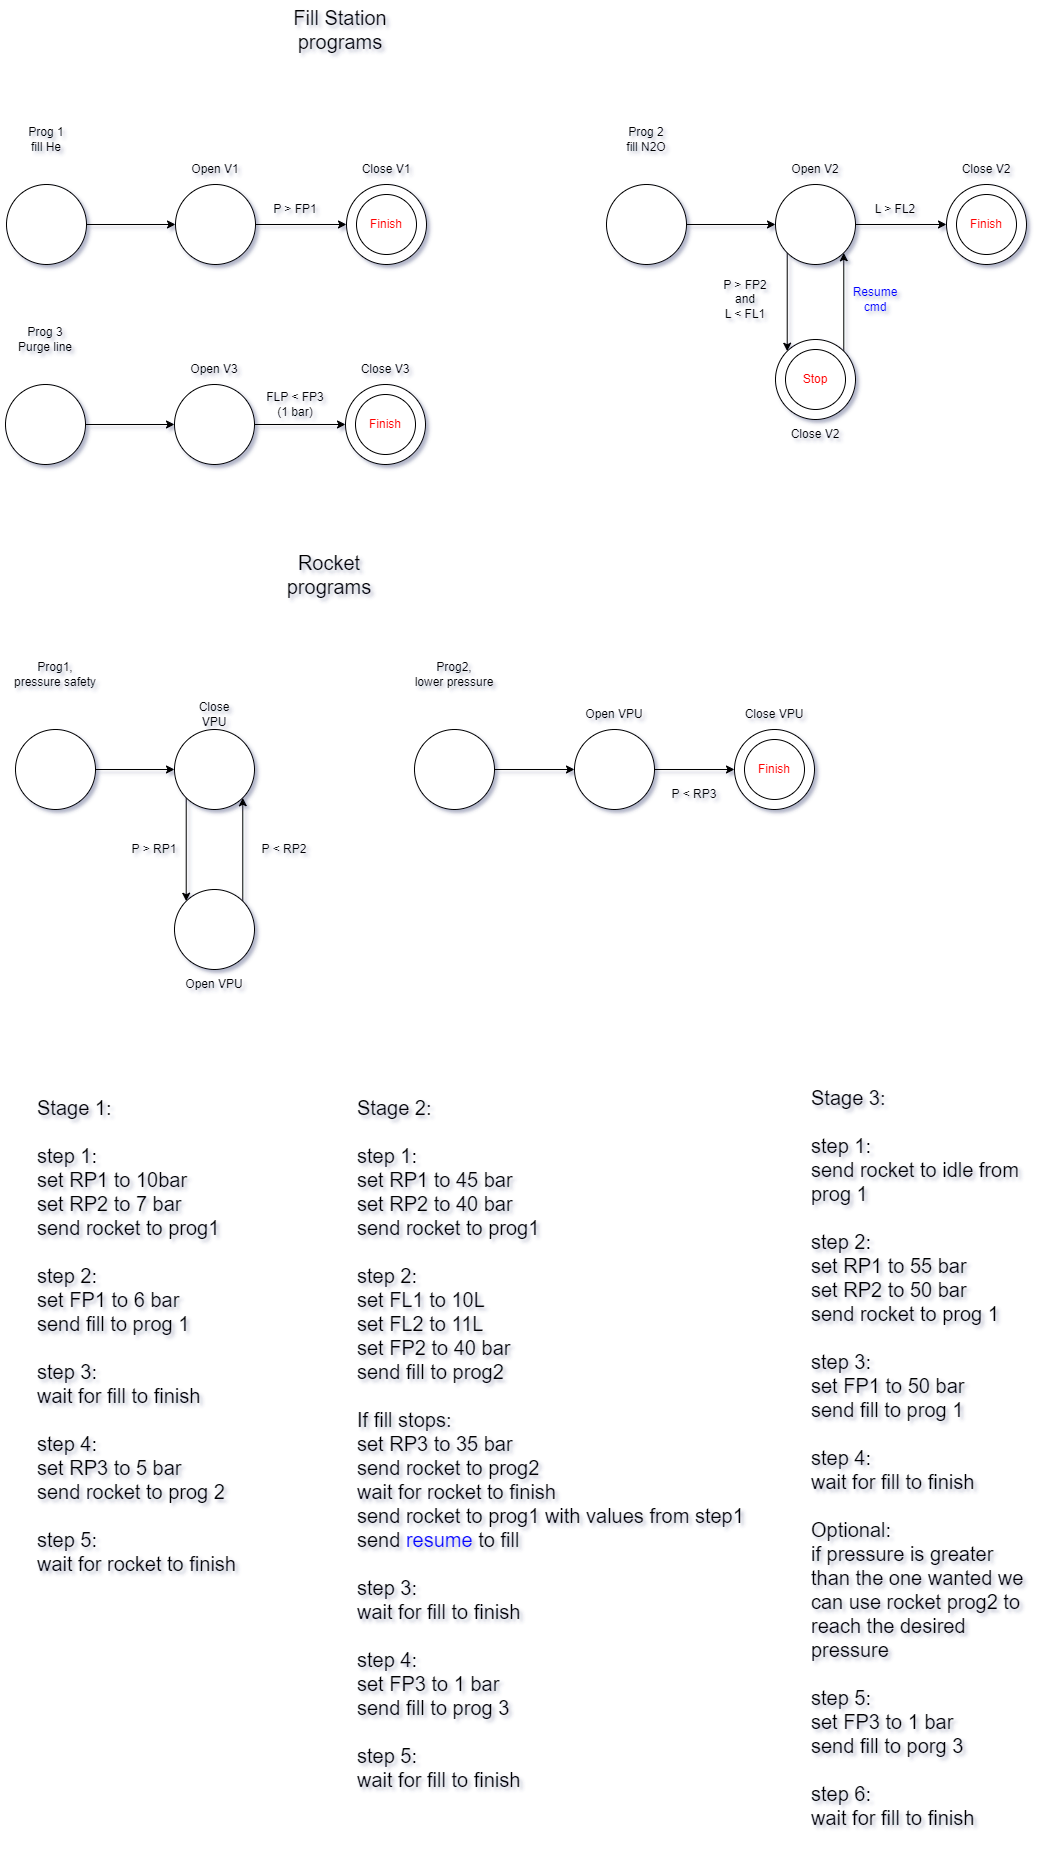 Fill Station
programs
Prog 1
fill He
Open V1
P > FP1
Close V1
Finish
Prog 2
fill N2O
Open V2
L > FL2
Close V2
Finish
P > FP2
and
L < FL1
Resume
cmd
Stop
Close V2
Prog 3
Purge line
Open V3
FLP < FP3
(1 bar)
Close V3
Finish
Rocket
programs
Prog1,
pressure safety
Close
VPU
P > RP1
P < RP2
Open VPU
Prog2,
lower pressure
Open VPU
P < RP3
Close VPU
Finish
Stage 1:
step 1:
set RP1 to 10bar
set RP2 to 7 bar
send rocket to prog1
step 2:
set FP1 to 6 bar
send fill to prog 1
step 3:
wait for fill to finish
step 4:
set RP3 to 5 bar
send rocket to prog 2
step 5:
wait for rocket to finish
Stage 2:
step 1:
set RP1 to 45 bar
set RP2 to 40 bar
send rocket to prog1
step 2:
set FL1 to 10L
set FL2 to 11L
set FP2 to 40 bar
send fill to prog2
If fill stops:
set RP3 to 35 bar
send rocket to prog2
wait for rocket to finish
send rocket to prog1 with values from step1
send resume to fill
step 3:
wait for fill to finish
step 4:
set FP3 to 1 bar
send fill to prog 3
step 5:
wait for fill to finish
Stage 3:
step 1:
send rocket to idle from
prog 1
step 2:
set RP1 to 55 bar
set RP2 to 50 bar
send rocket to prog 1
step 3:
set FP1 to 50 bar
send fill to prog 1
step 4:
wait for fill to finish
Optional:
if pressure is greater
than the one wanted we
can use rocket prog2 to
reach the desired
pressure
step 5:
set FP3 to 1 bar
send fill to porg 3
step 6:
wait for fill to finish